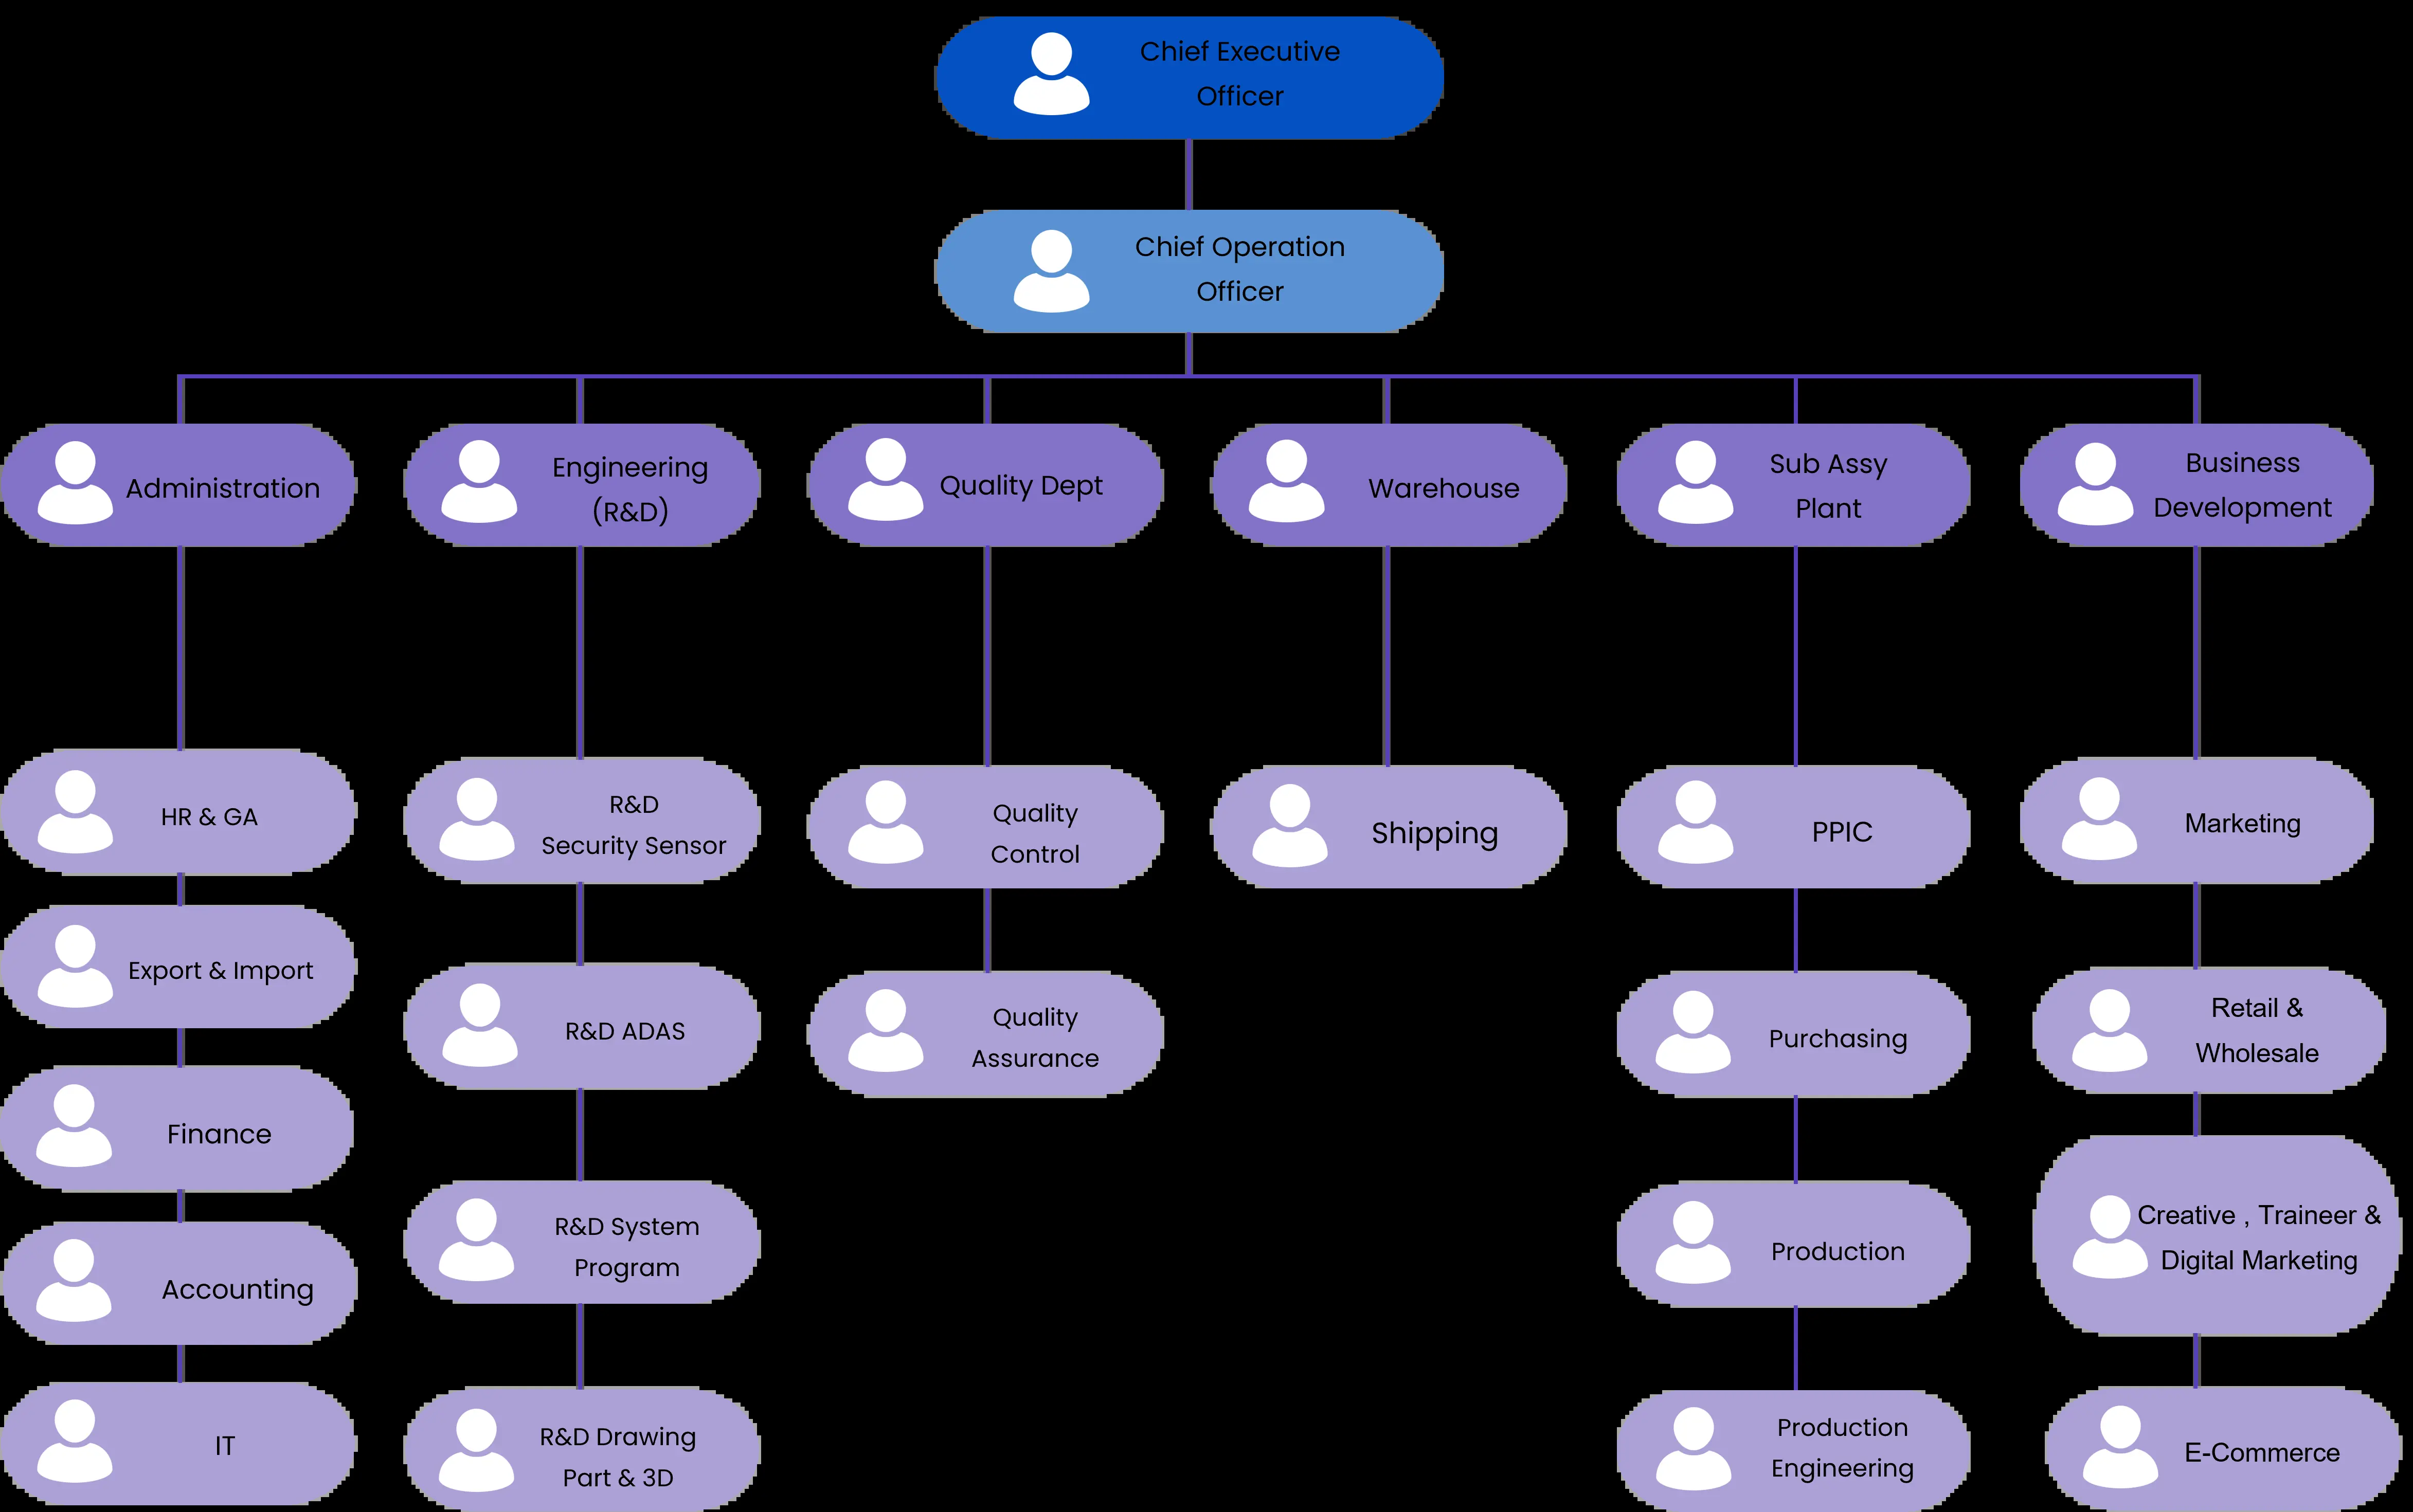 Chief Executive
Officer
Chief Operation
Officer
Administration
Engineering
(R&D)
Quality Dept
Warehouse
Sub Assy
Plant
Business
Development
HR & GA
Export & Import
Finance
Accounting
IT
R&D
Security Sensor
R&D ADAS
R&D System
Program
R&D Drawing
Part & 3D
Quality
Control
Quality
Assurance
Shipping
PPIC
Purchasing
Production
Production
Engineering
Marketing
Retail &
Wholesale
Creative , Traineer &
Digital Marketing
E-Commerce